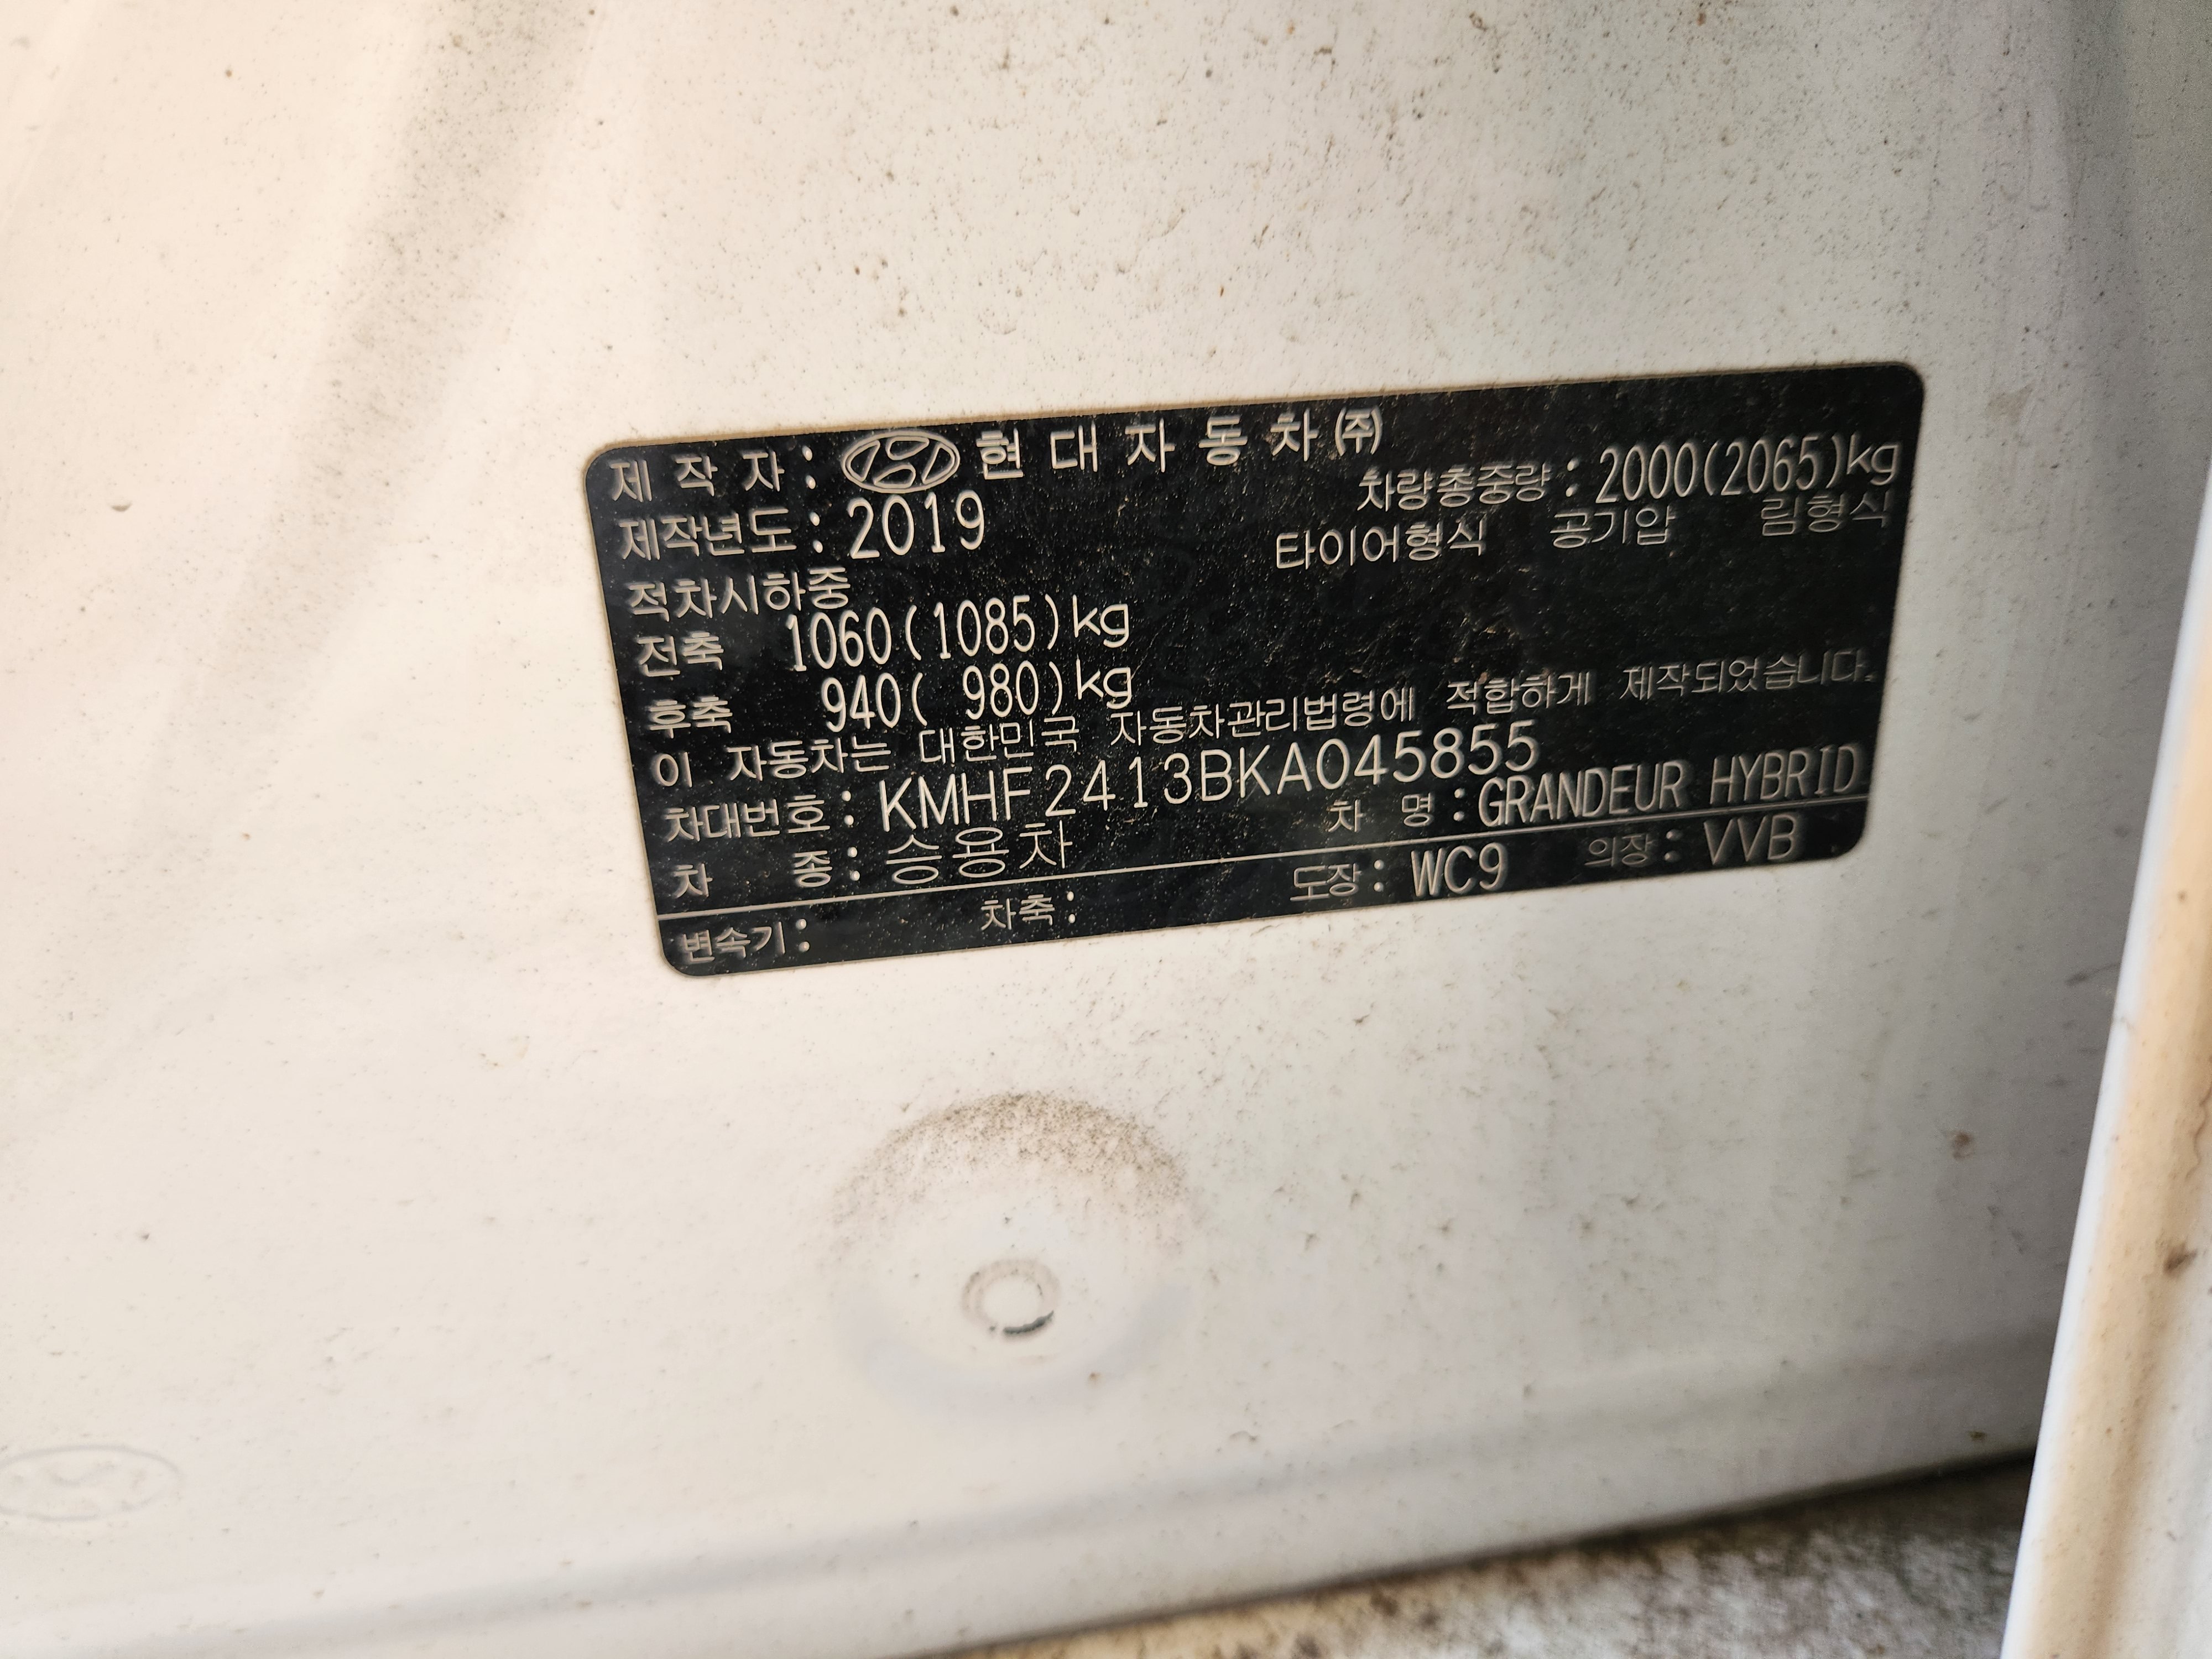 제 작 자 : 현 대 자 동 차 ㈜
제작년도 : 2019
차량총중량 : 2000(2065)kg
적차시하중
타이어형식 공기압 림형식
전축 1060(1085)kg
후축 940( 980)kg
이 자동차는 대한민국 자동차관리법령에 적합하게 제작되었습니다.
차대번호 : KMHF2413BKA045855
차 종 : 승용차 차 명 : GRANDEUR HYBRID
변속기 : 차축 : 도장 : WC9 의장 : VVB